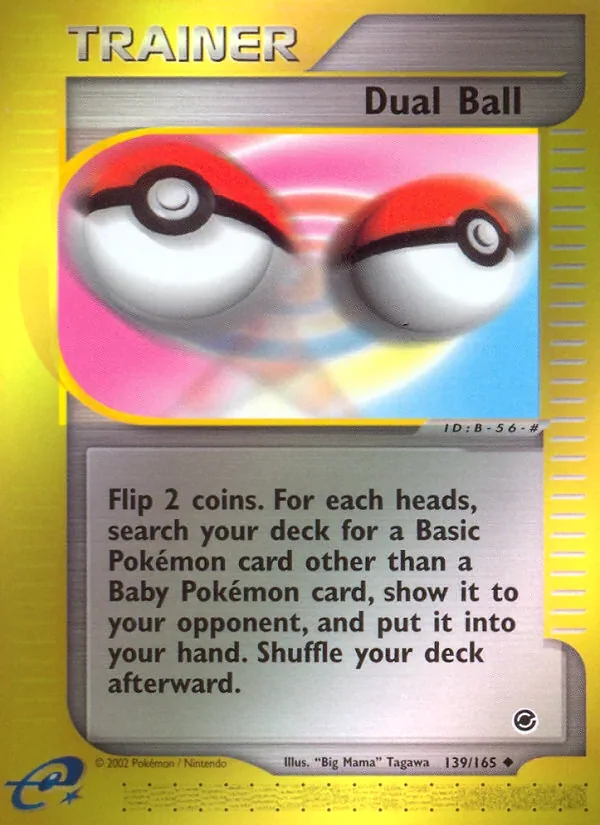 TRAINER
Dual Ball
ID:B-56-#
Flip 2 coins. For each heads,
search your deck for a Basic
Pokémon card other than a
Baby Pokémon card, show it to
your opponent, and put it into
your hand. Shuffle your deck
afterward.
© 2002 Pokémon / Nintendo
Illus. "Big Mama" Tagawa 139/165 ◆
e